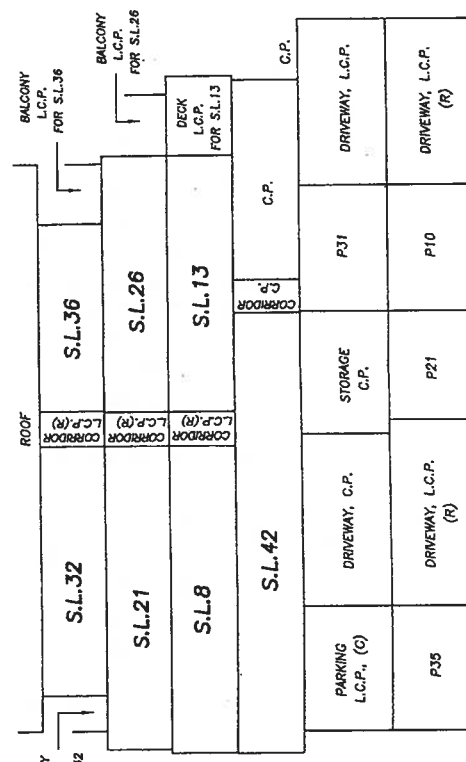 BALCONY
L.C.P.
FOR S.L.36
BALCONY
L.C.P.
FOR S.L.26
ROOF
S.L.32
CORRIDOR
L.C.P.(R)
S.L.36
S.L.21
CORRIDOR
L.C.P.(R)
S.L.26
S.L.8
CORRIDOR
L.C.P.(R)
S.L.13
DECK
L.C.P.
FOR S.L.13
S.L.42
CORRIDOR
C.P.
C.P.
C.P.
PARKING
L.C.P., (C)
DRIVEWAY, C.P.
STORAGE
C.P.
P31
DRIVEWAY, L.C.P.
P35
DRIVEWAY, L.C.P.
(R)
P21
P10
DRIVEWAY, L.C.P.
(R)